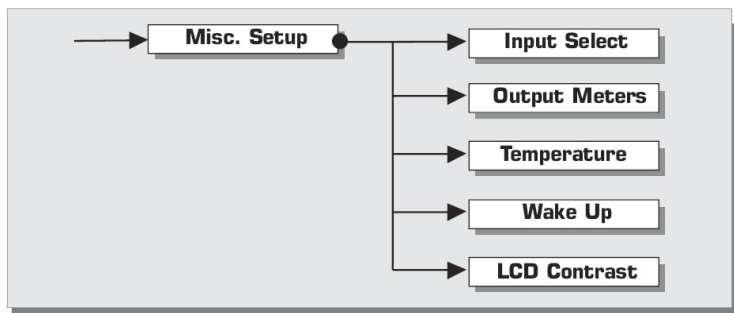 Misc. Setup
Input Select
Output Meters
Temperature
Wake Up
LCD Contrast